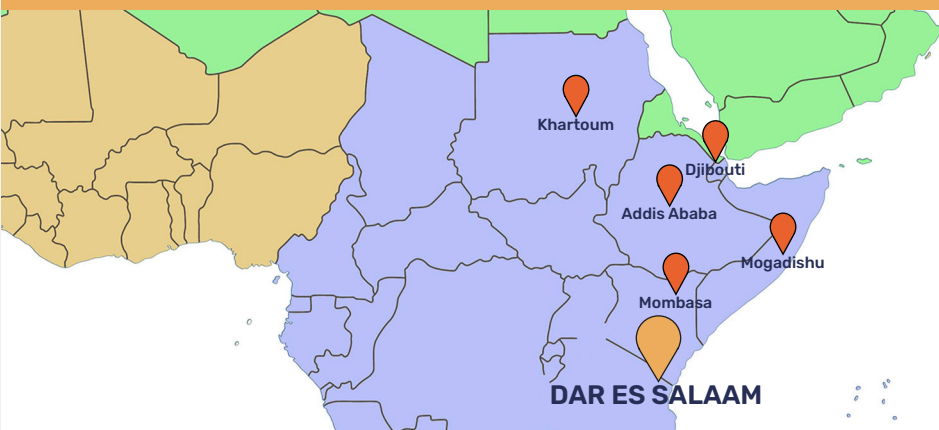 Khartoum
Djibouti
Addis Ababa
Mogadishu
Mombasa
DAR ES SALAAM